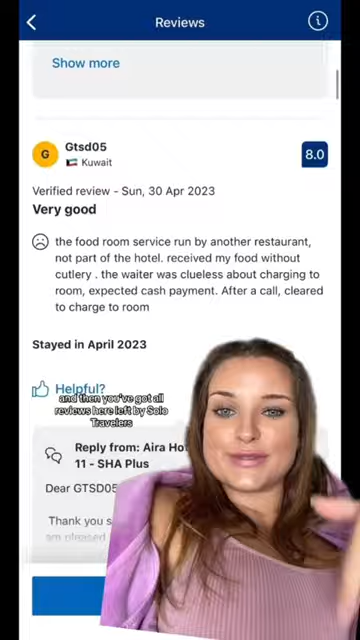 Reviews
Show more
G
Gtsd05
Kuwait
8.0
Verified review - Sun, 30 Apr 2023
Very good
the food room service run by another restaurant,
not part of the hotel. received my food without
cutlery . the waiter was clueless about charging to
room, expected cash payment. After a call, cleared
to charge to room
Stayed in April 2023
Helpful?
and then you've got all
reviews here left by Solo
Travelers
Reply from: Aira Hot
11 - SHA Plus
Dear GTSD05
Thank you s
am pleased